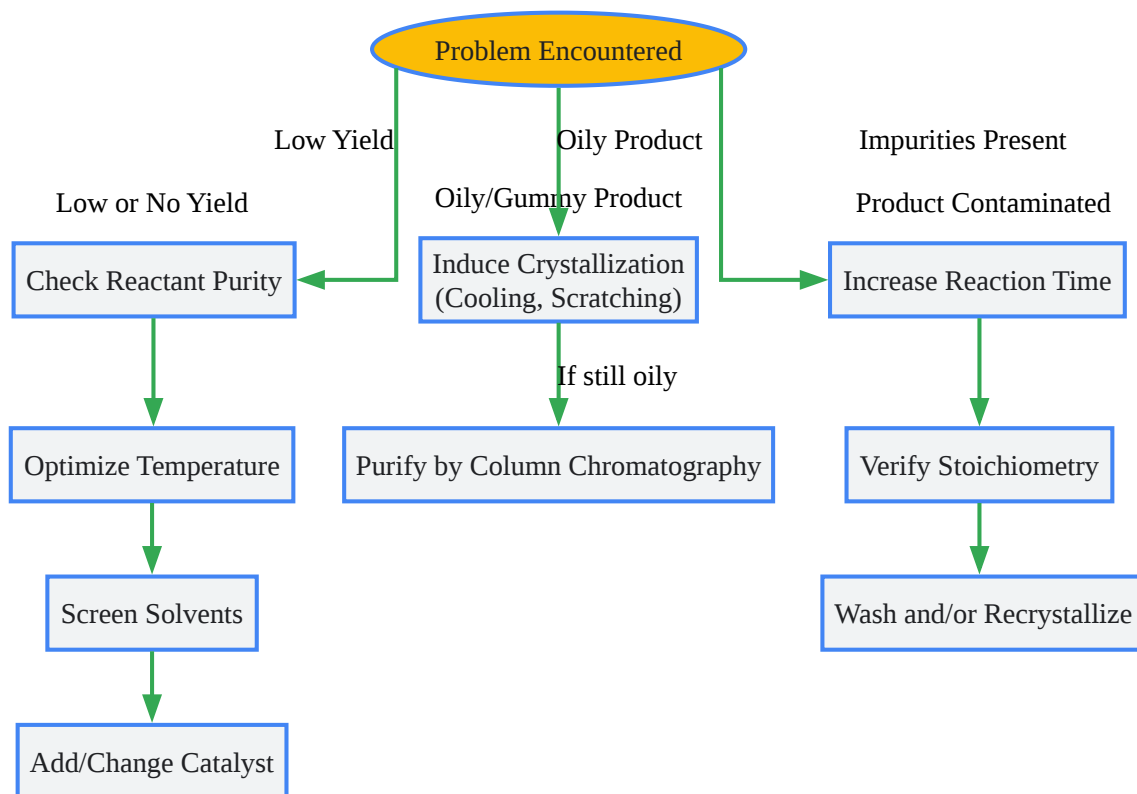 Problem Encountered
Low Yield
Oily Product
Impurities Present
Low or No Yield
Oily/Gummy Product
Product Contaminated
Check Reactant Purity
Induce Crystallization
(Cooling, Scratching)
Increase Reaction Time
If still oily
Optimize Temperature
Purify by Column Chromatography
Verify Stoichiometry
Screen Solvents
Wash and/or Recrystallize
Add/Change Catalyst